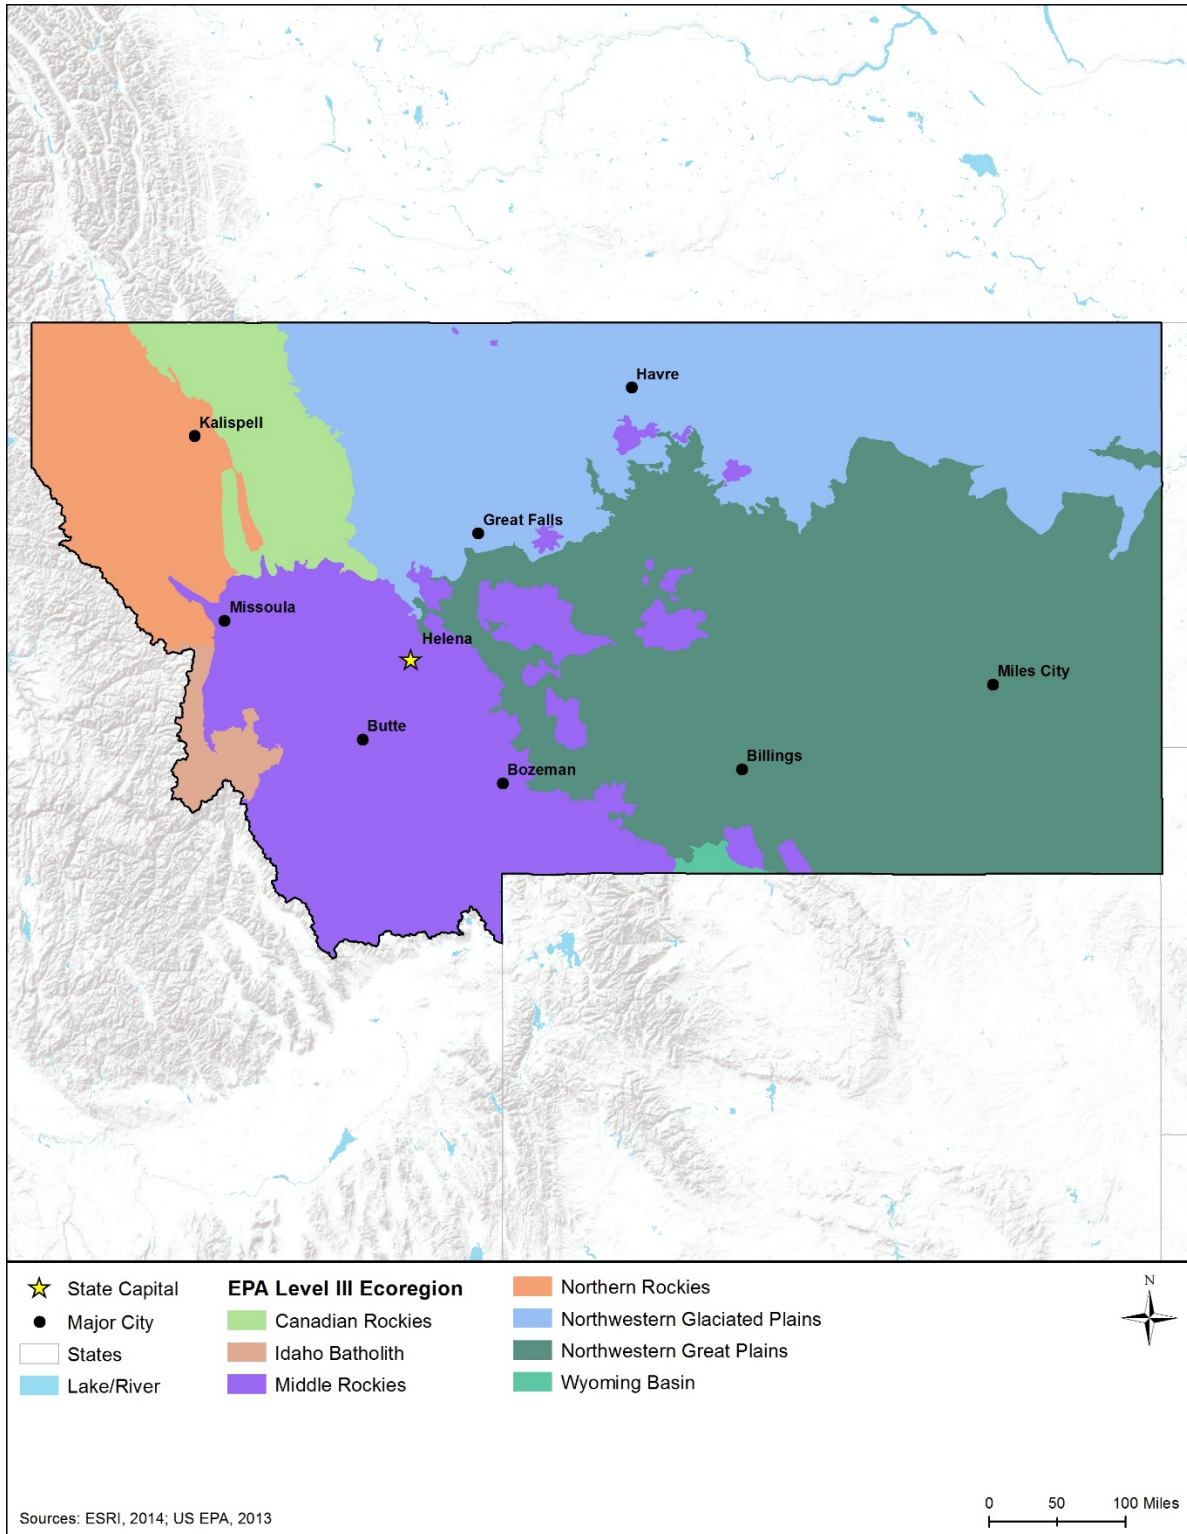 Havre
Kalispell
Great Falls
Missoula
Helena
Miles City
Butte
Billings
Bozeman
State Capital
Major City
States
Lake/River
EPA Level III Ecoregion
Canadian Rockies
Idaho Batholith
Middle Rockies
Northern Rockies
Northwestern Glaciated Plains
Northwestern Great Plains
Wyoming Basin
N
0 50 100 Miles
Sources: ESRI, 2014; US EPA, 2013